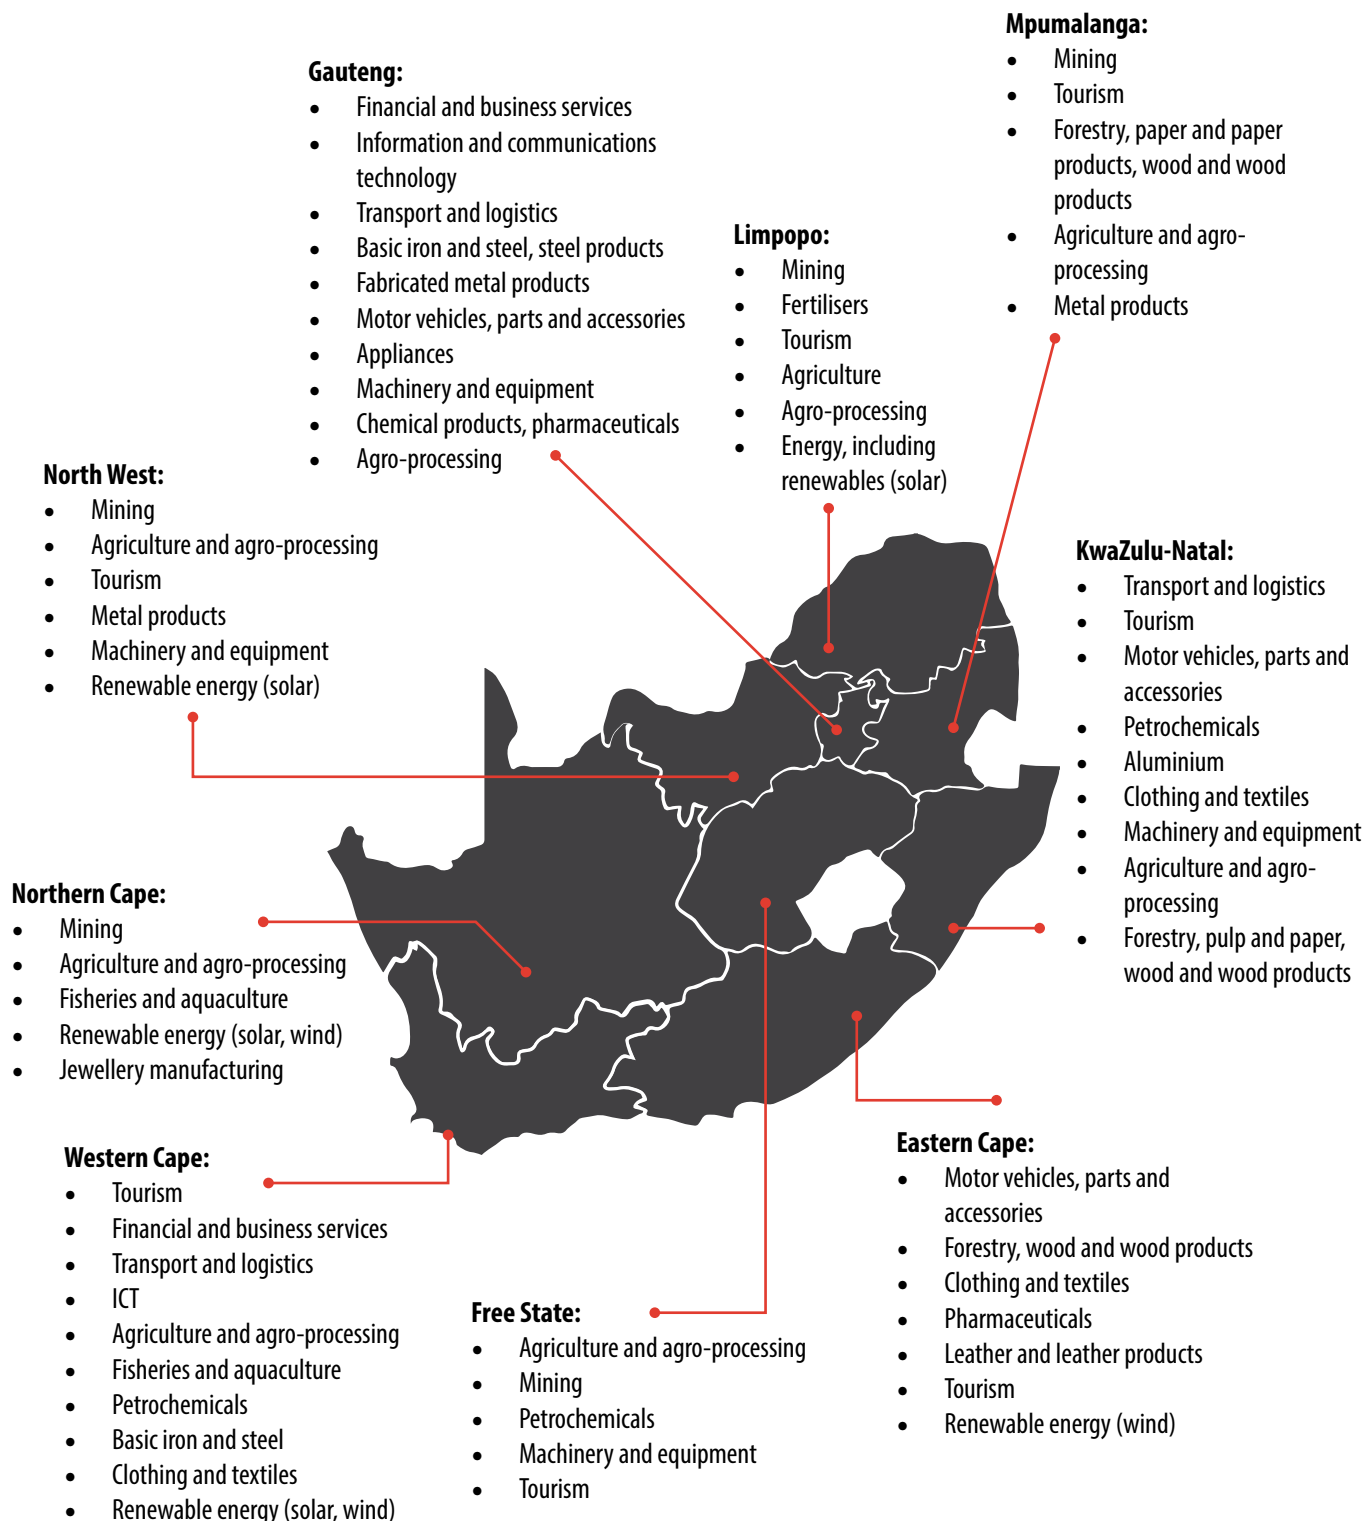 Mpumalanga:
• Mining
• Tourism
• Forestry, paper and paper
products, wood and wood
products
• Agriculture and agro-
processing
• Metal products
Gauteng:
• Financial and business services
• Information and communications
technology
• Transport and logistics
• Basic iron and steel, steel products
• Fabricated metal products
• Motor vehicles, parts and accessories
• Appliances
• Machinery and equipment
• Chemical products, pharmaceuticals
• Agro-processing
Limpopo:
• Mining
• Fertilisers
• Tourism
• Agriculture
• Agro-processing
• Energy, including
renewables (solar)
North West:
• Mining
• Agriculture and agro-processing
• Tourism
• Metal products
• Machinery and equipment
• Renewable energy (solar)
KwaZulu-Natal:
• Transport and logistics
• Tourism
• Motor vehicles, parts and
accessories
• Petrochemicals
• Aluminium
• Clothing and textiles
• Machinery and equipment
• Agriculture and agro-
processing
• Forestry, pulp and paper,
wood and wood products
Northern Cape:
• Mining
• Agriculture and agro-processing
• Fisheries and aquaculture
• Renewable energy (solar, wind)
• Jewellery manufacturing
Western Cape:
• Tourism
• Financial and business services
• Transport and logistics
• ICT
• Agriculture and agro-processing
• Fisheries and aquaculture
• Petrochemicals
• Basic iron and steel
• Clothing and textiles
• Renewable energy (solar, wind)
Free State:
• Agriculture and agro-processing
• Mining
• Petrochemicals
• Machinery and equipment
• Tourism
Eastern Cape:
• Motor vehicles, parts and
accessories
• Forestry, wood and wood products
• Clothing and textiles
• Pharmaceuticals
• Leather and leather products
• Tourism
• Renewable energy (wind)